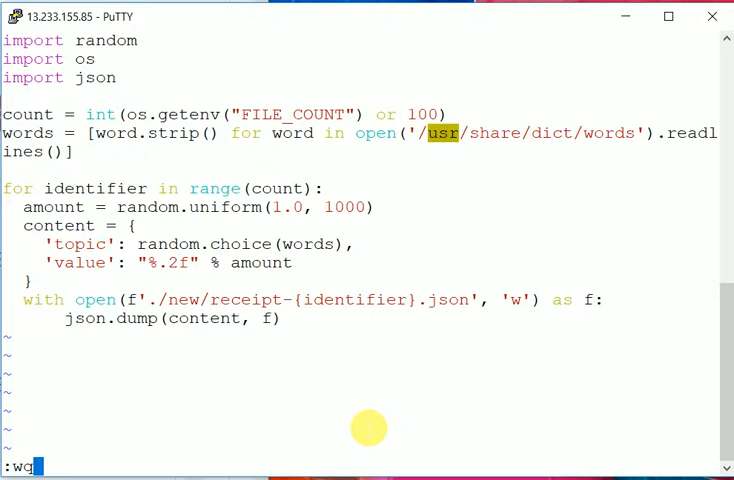 13.233.155.85 - PuTTY
import random
import os
import json
count = int(os.getenv("FILE_COUNT") or 100)
words = [word.strip() for word in open('/usr/share/dict/words').readl
ines()]
for identifier in range(count):
  amount = random.uniform(1.0, 1000)
  content = {
    'topic': random.choice(words),
    'value': "%.2f" % amount
  }
  with open(f'./new/receipt-{identifier}.json', 'w') as f:
      json.dump(content, f)
~
~
~
~
~
~
~
:wq